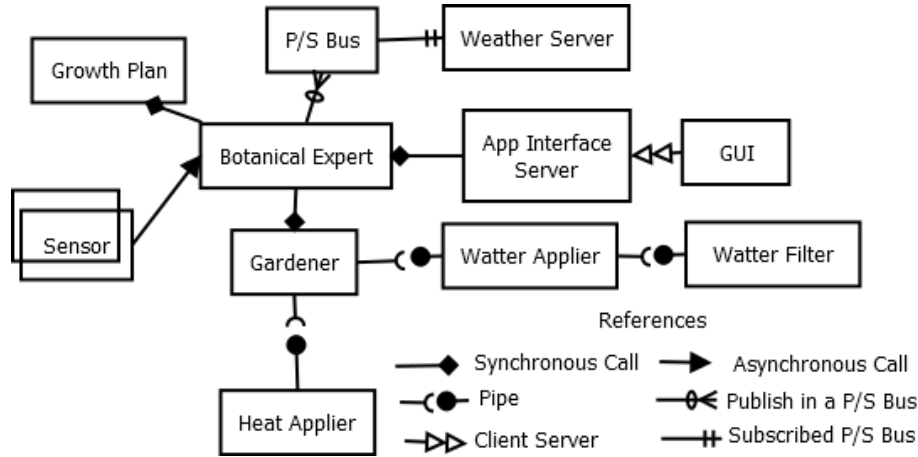 P/S Bus
Weather Server
Growth Plan
Botanical Expert
App Interface
Server
GUI
Sensor
Gardener
Watter Applier
Watter Filter
Heat Applier
References
Synchronous Call
Asynchronous Call
Pipe
Publish in a P/S Bus
Client Server
Subscribed P/S Bus